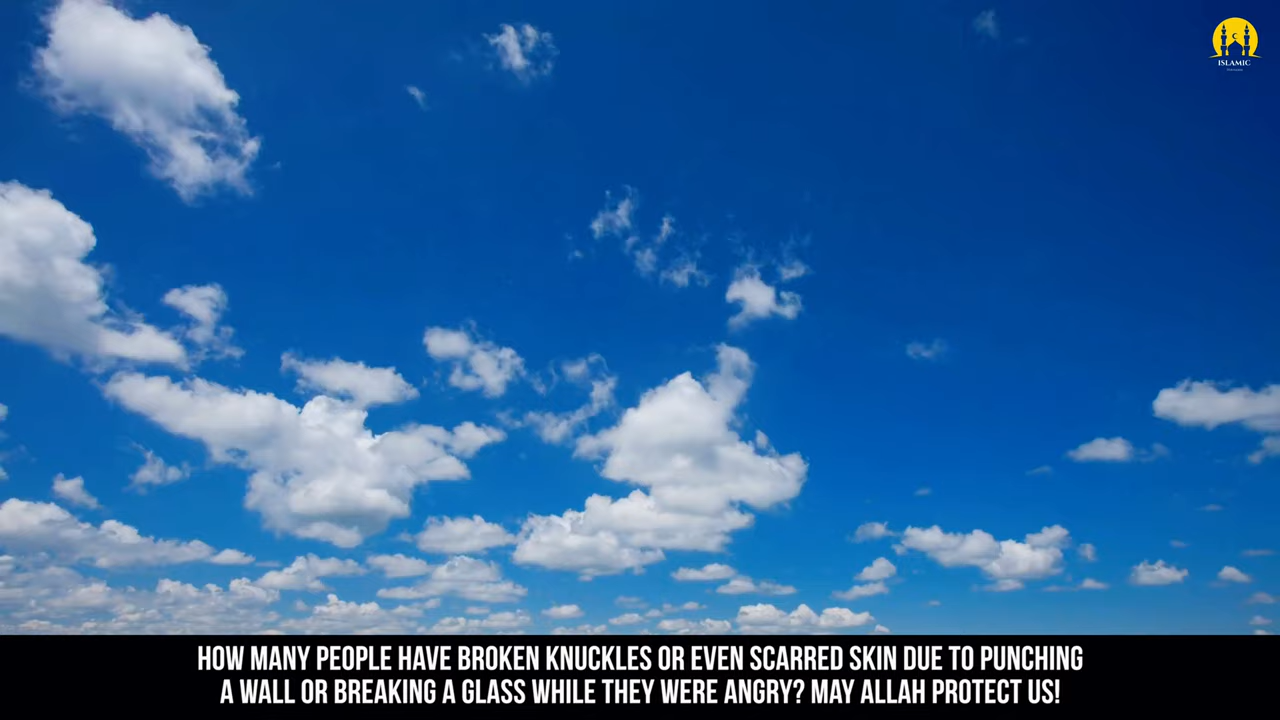 ISLAMIC
HOW MANY PEOPLE HAVE BROKEN KNUCKLES OR EVEN SCARRED SKIN DUE TO PUNCHING
A WALL OR BREAKING A GLASS WHILE THEY WERE ANGRY? MAY ALLAH PROTECT US!